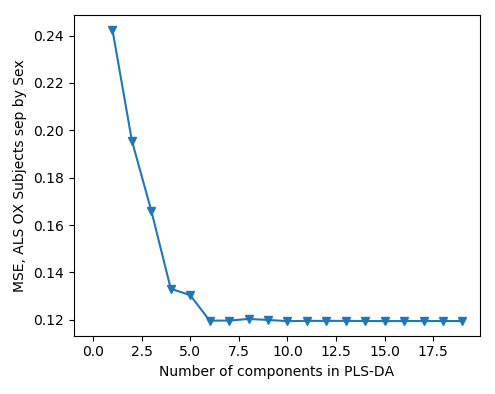 MSE, ALS OX Subjects sep by Sex
0.24
0.22
0.20
0.18
0.16
0.14
0.12
0.0 2.5 5.0 7.5 10.0 12.5 15.0 17.5
Number of components in PLS-DA